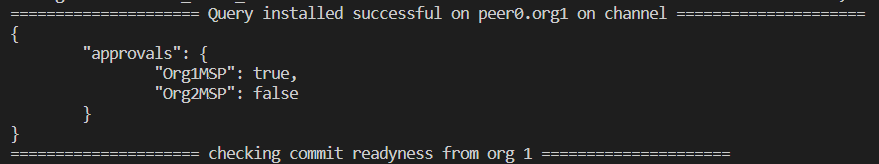 ===================== Query installed successful on peer0.org1 on channel =====================
{
        "approvals": {
                "Org1MSP": true,
                "Org2MSP": false
        }
}
===================== checking commit readyness from org 1 =====================